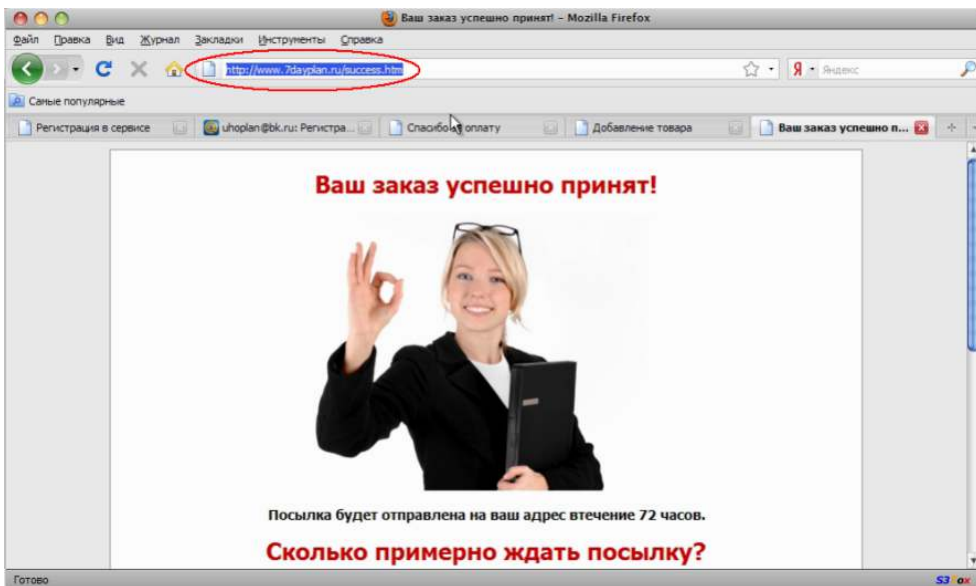 Ваш заказ успешно принят! – Mozilla Firefox
Файл Правка Вид Журнал Закладки Инструменты Справка
http://www.7dayplan.ru/success.htm
Яндекс
Самые популярные
Регистрация в сервисе uhoplan@bk.ru: Регистра... Спасибо оплату Добавление товара Ваш заказ успешно п...
Ваш заказ успешно принят!
Посылка будет отправлена на ваш адрес втечение 72 часов.
Сколько примерно ждать посылку?
Готово